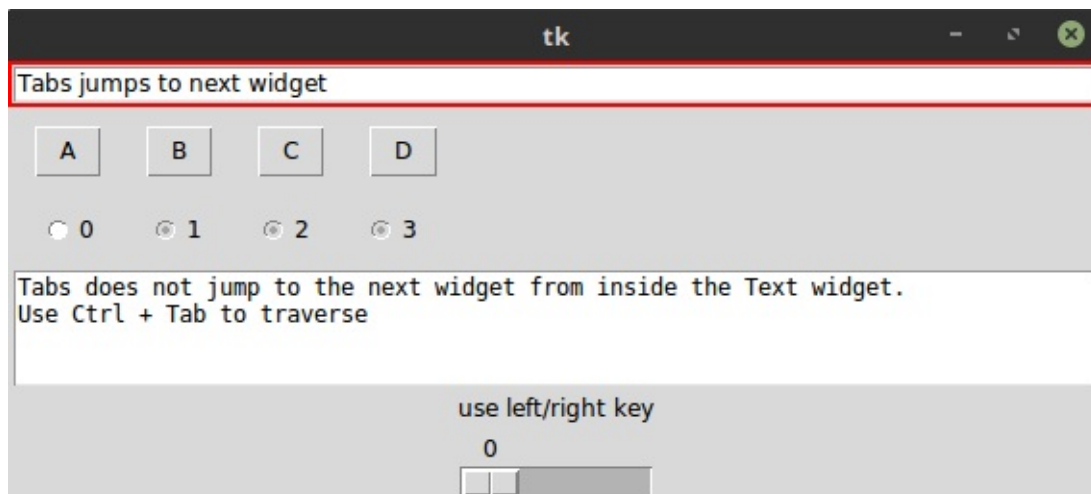 tk
Tabs jumps to next widget
A B C D
0 1 2 3
Tabs does not jump to the next widget from inside the Text widget.
Use Ctrl + Tab to traverse
use left/right key
0